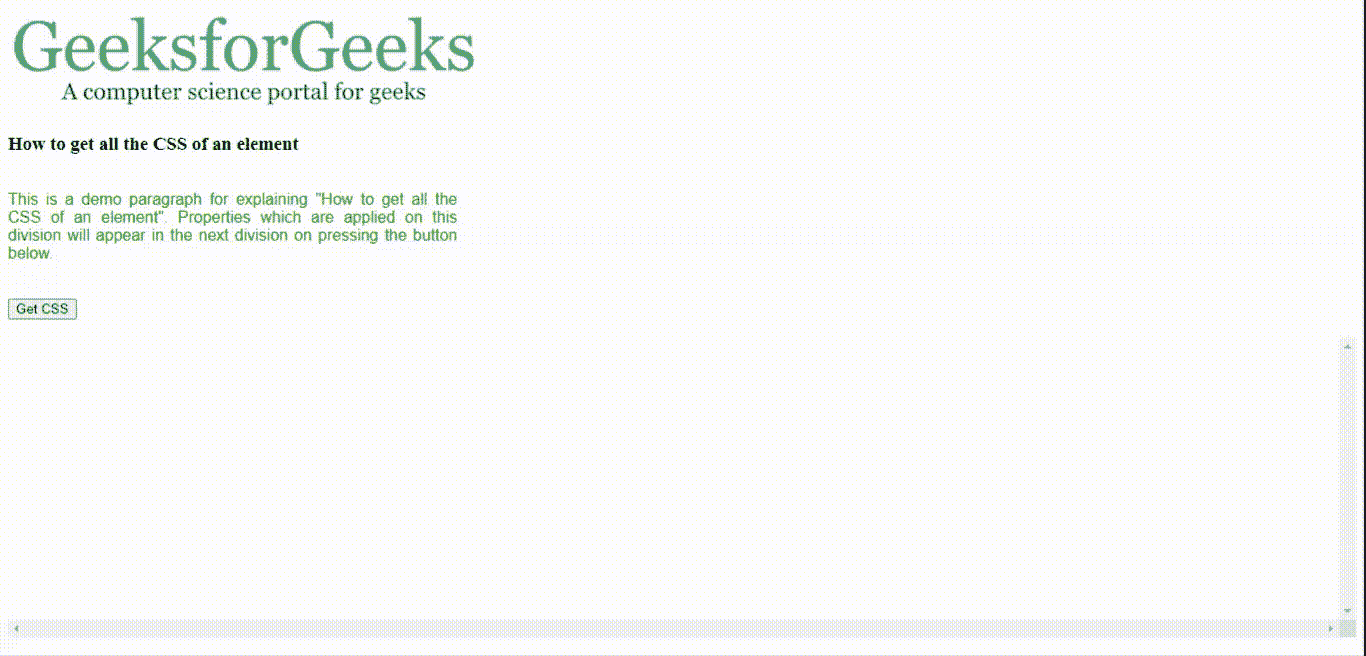 GeeksforGeeks
A computer science portal for geeks
How to get all the CSS of an element
This is a demo paragraph for explaining "How to get all the
CSS of an element". Properties which are applied on this
division will appear in the next division on pressing the button
below.
Get CSS